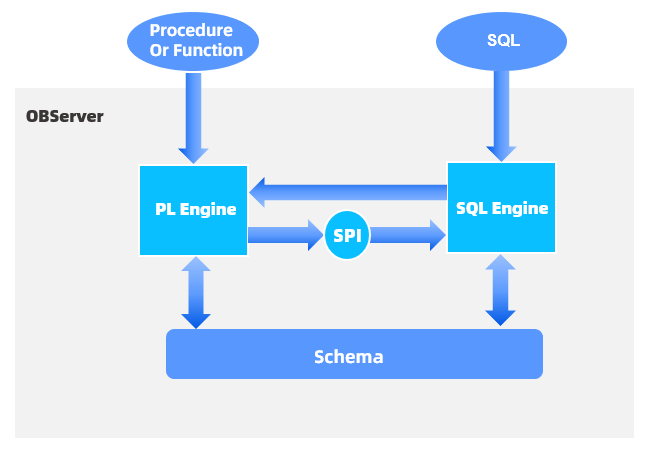 Procedure
Or Function
SQL
OBServer
PL Engine
SQL Engine
SPI
Schema